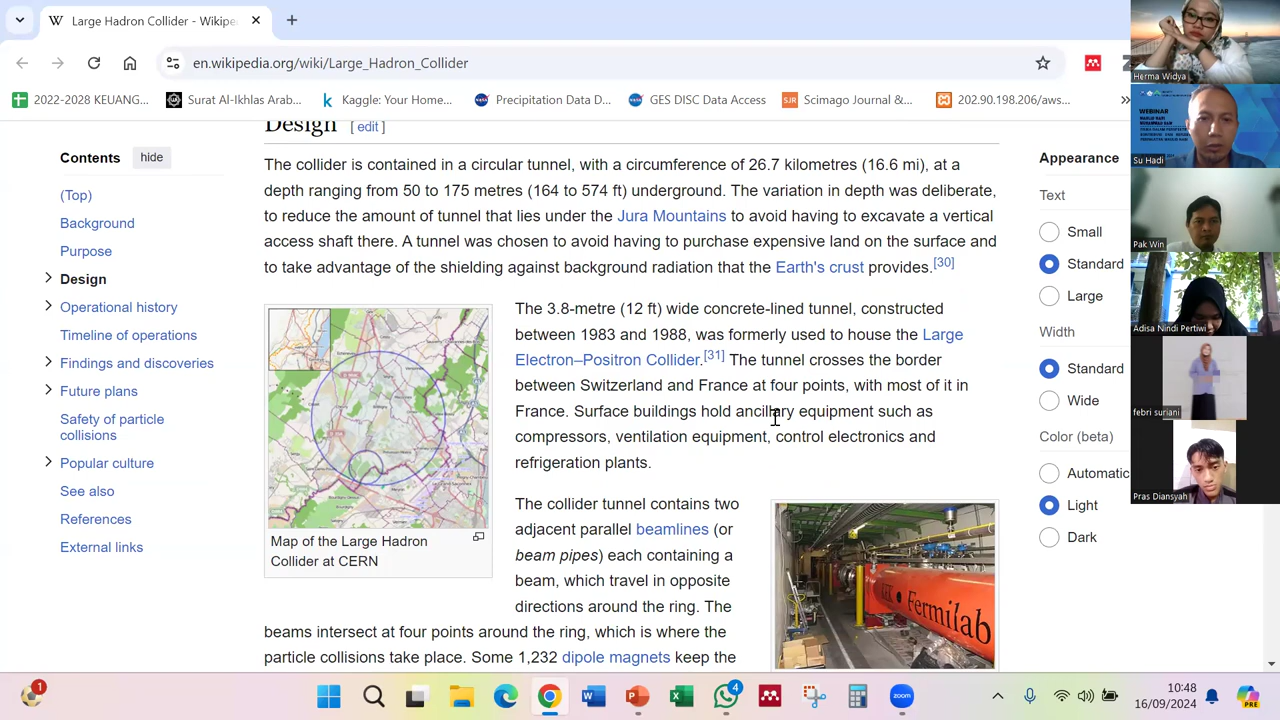 Large Hadron Collider - Wikipe
en.wikipedia.org/wiki/Large_Hadron_Collider
2022-2028 KEUANG...
Surat Al-Ikhlas Arab...
Kaggle: Your Home...
Precipitation Data D...
GES DISC Data Access
SJR
Scimago Journal &...
202.90.198.206/aws...
Contents
hide
(Top)
Background
Purpose
Design
Operational history
Timeline of operations
Findings and discoveries
Future plans
Safety of particle
collisions
Popular culture
See also
References
External links
Design [ edit ]
The collider is contained in a circular tunnel, with a circumference of 26.7 kilometres (16.6 mi), at a
depth ranging from 50 to 175 metres (164 to 574 ft) underground. The variation in depth was deliberate,
to reduce the amount of tunnel that lies under the Jura Mountains to avoid having to excavate a vertical
access shaft there. A tunnel was chosen to avoid having to purchase expensive land on the surface and
to take advantage of the shielding against background radiation that the Earth's crust provides.[30]
Map of the Large Hadron
Collider at CERN
The 3.8-metre (12 ft) wide concrete-lined tunnel, constructed
between 1983 and 1988, was formerly used to house the Large
Electron–Positron Collider.[31] The tunnel crosses the border
between Switzerland and France at four points, with most of it in
France. Surface buildings hold ancillary equipment such as
compressors, ventilation equipment, control electronics and
refrigeration plants.
The collider tunnel contains two
adjacent parallel beamlines (or
beam pipes) each containing a
beam, which travel in opposite
directions around the ring. The
beams intersect at four points around the ring, which is where the
particle collisions take place. Some 1,232 dipole magnets keep the
Fermilab
Appearance
Text
Small
Standard
Large
Width
Standard
Wide
Color (beta)
Automatic
Light
Dark
Herma Widya
WEBINAR
Su Hadi
Pak Win
Adisa Nindi Pertiwi
febri suriani
Pras Diansyah
1
4
zoom
10:48
16/09/2024
PRE